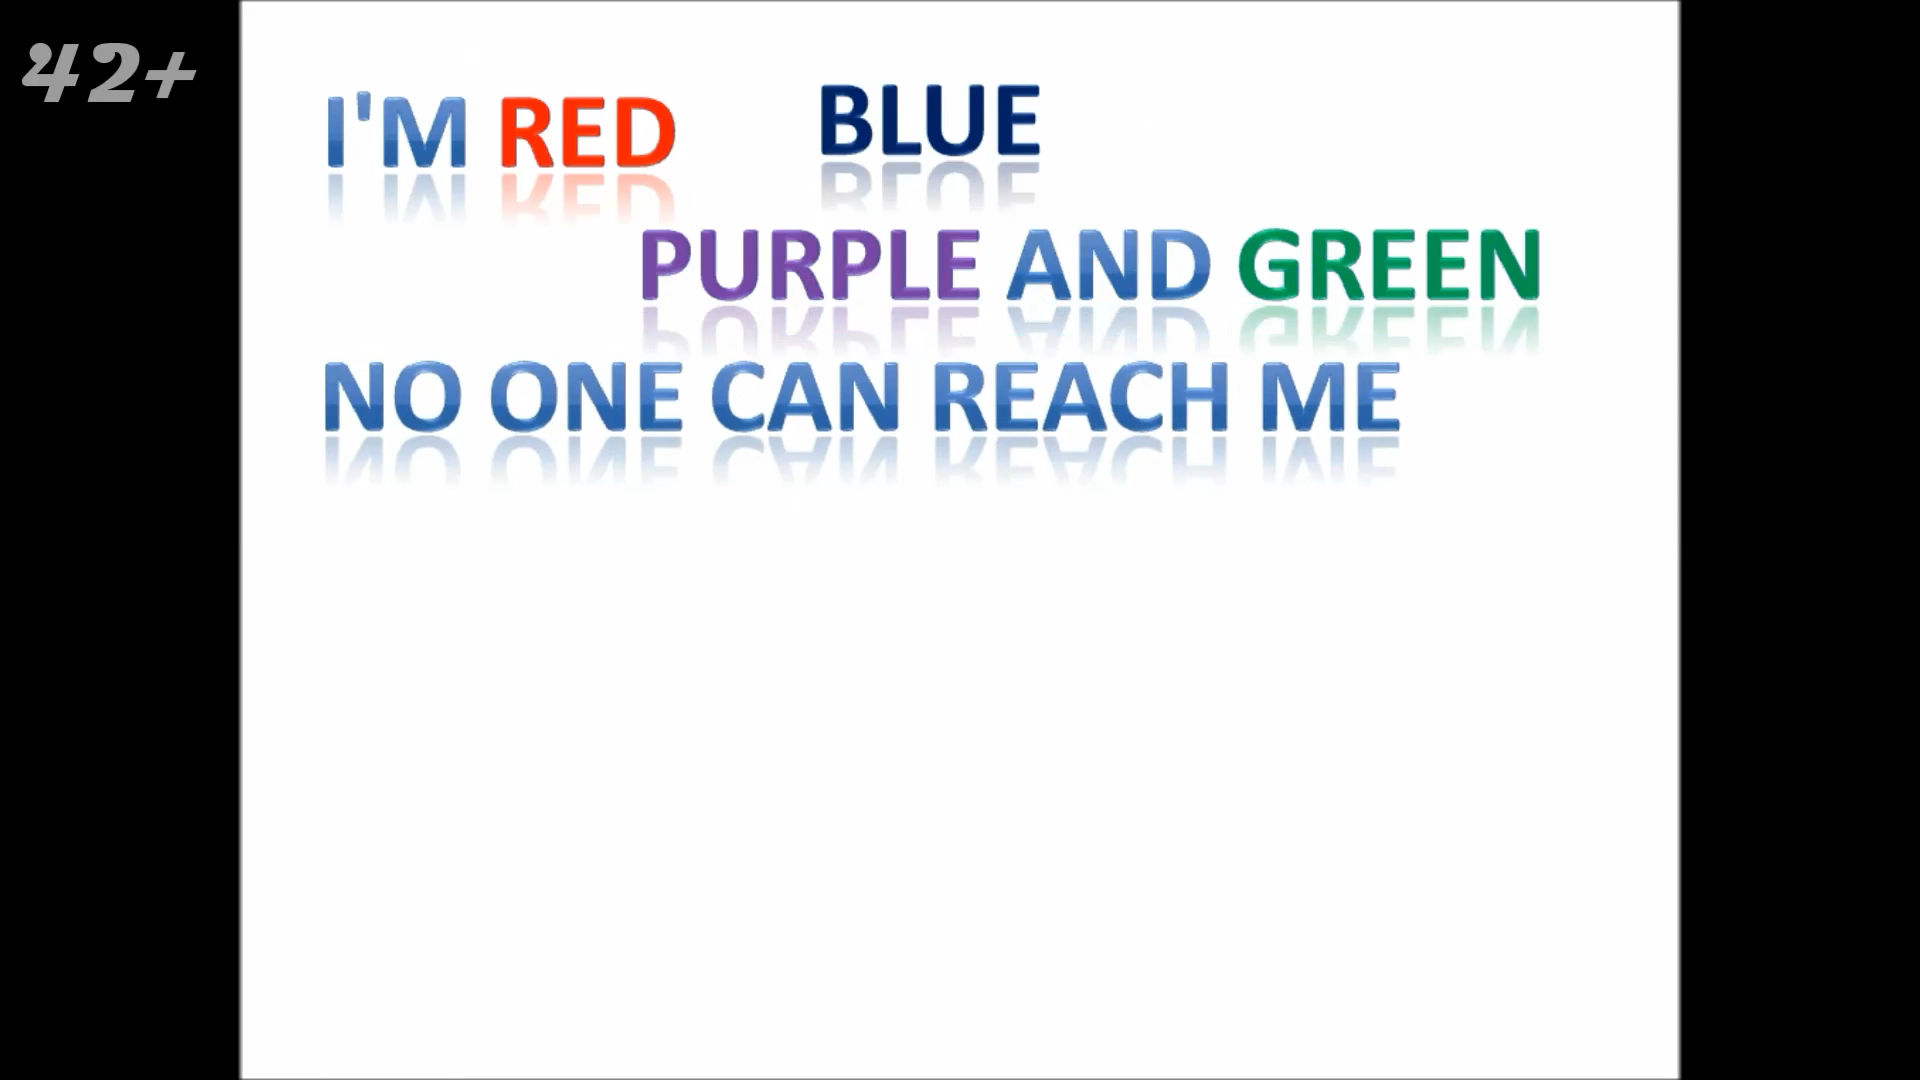 42+
I'M RED BLUE
PURPLE AND GREEN
NO ONE CAN REACH ME